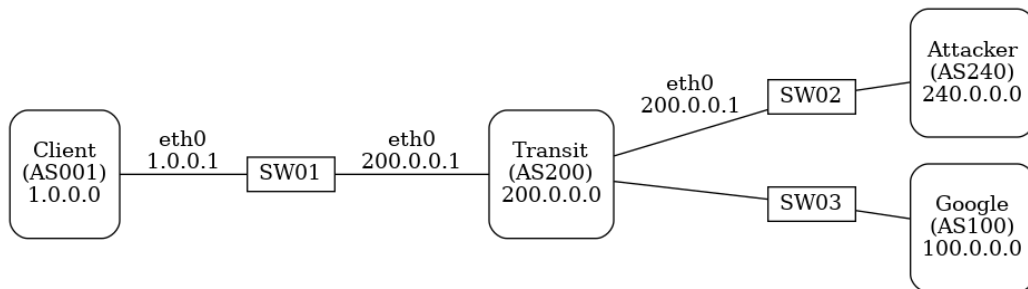 Client
(AS001)
1.0.0.0
eth0
1.0.0.1
SW01
eth0
200.0.0.1
Transit
(AS200)
200.0.0.0
eth0
200.0.0.1
SW02
SW03
Attacker
(AS240)
240.0.0.0
Google
(AS100)
100.0.0.0